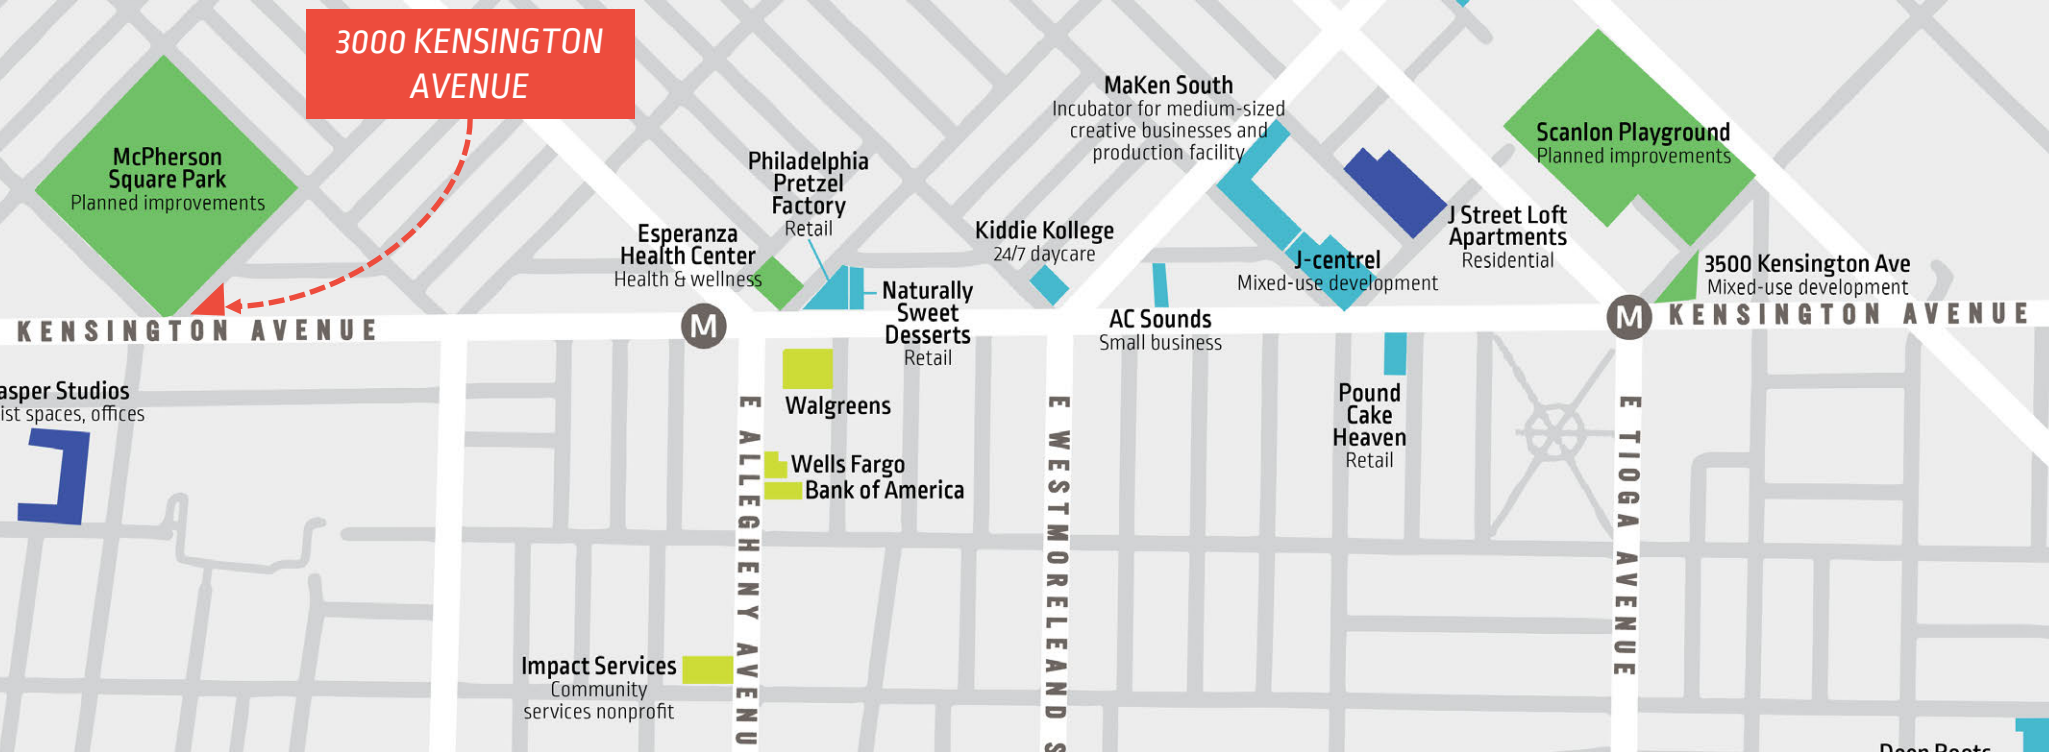 3000 KENSINGTON
AVENUE
McPherson
Square Park
Planned improvements
MaKen South
Incubator for medium-sized
creative businesses and
production facility
Scanlon Playground
Planned improvements
Philadelphia
Pretzel
Factory
Retail
Esperanza
Health Center
Health & wellness
Kiddie Kollege
24/7 daycare
J Street Loft
Apartments
Residential
J-centrel
Mixed-use development
3500 Kensington Ave
Mixed-use development
Naturally
Sweet
Desserts
Retail
AC Sounds
Small business
KENSINGTON AVENUE
M
M
KENSINGTON AVENUE
asper Studios
ist spaces, offices
Walgreens
Pound
Cake
Heaven
Retail
E ALLEGHENY AVENU
E WESTMORELEAND S
E TIOGA AVENUE
Wells Fargo
Bank of America
Impact Services
Community
services nonprofit
Deep Roots